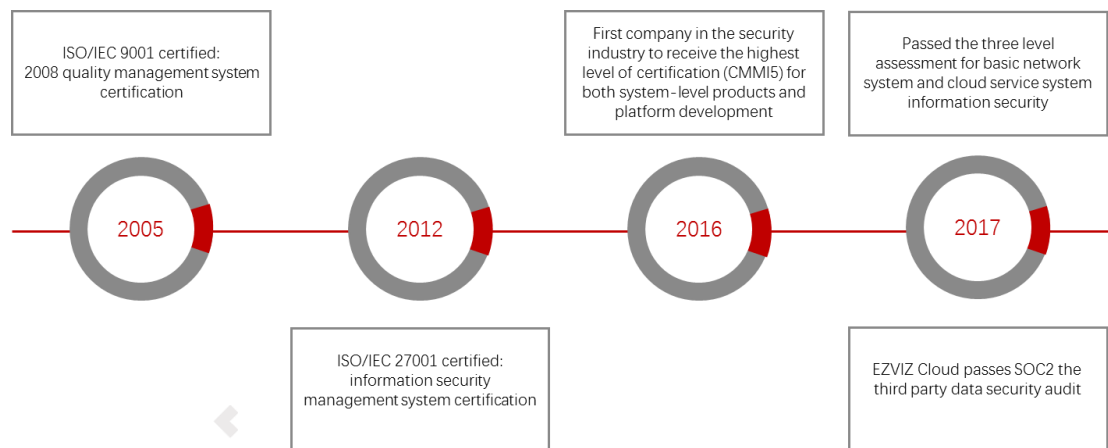 ISO/IEC 9001 certified:
2008 quality management system
certification
First company in the security
industry to receive the highest
level of certification (CMMI5) for
both system-level products and
platform development
Passed the three level
assessment for basic network
system and cloud service system
information security
2005
2012
2016
2017
ISO/IEC 27001 certified:
information security
management system certification
EZVIZ Cloud passes SOC2 the
third party data security audit